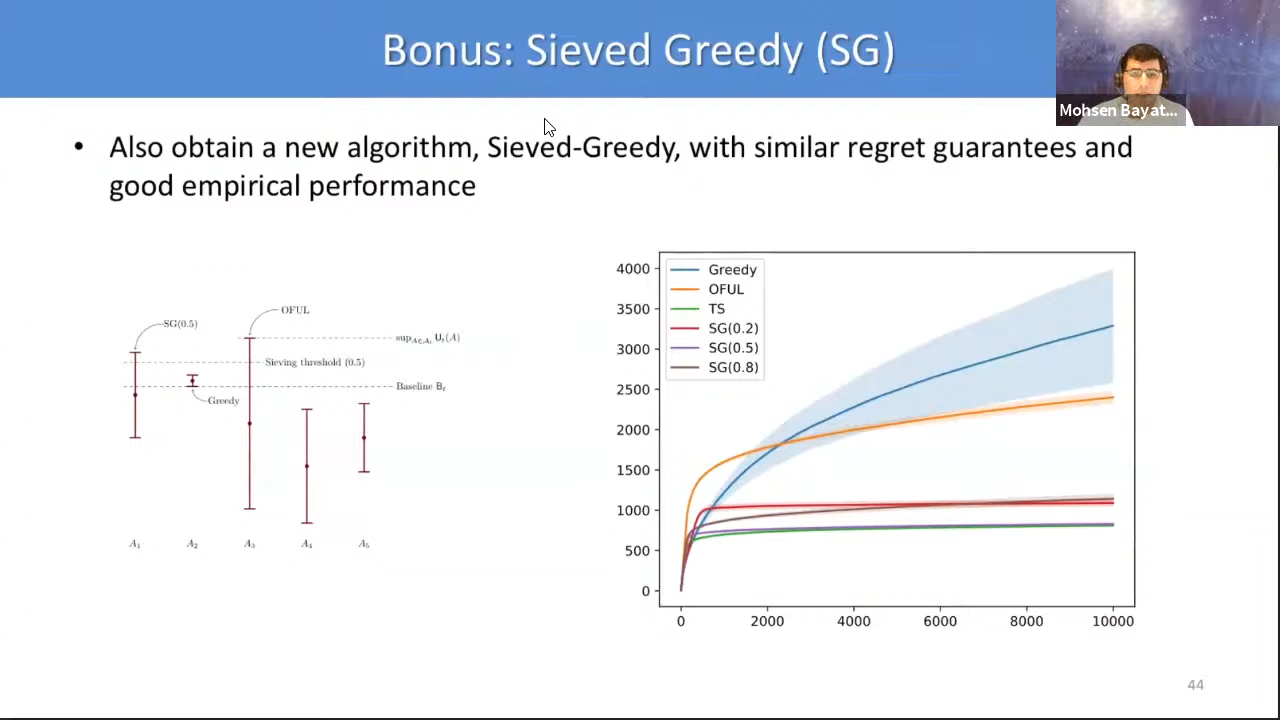 Bonus: Sieved Greedy (SG)
Mohsen Bayat...
• Also obtain a new algorithm, Sieved-Greedy, with similar regret guarantees and
good empirical performance
OFUL
SG(0.5)
sup_{A∈A_t} U_t(A)
Sieving threshold (0.5)
Baseline B_t
Greedy
A_1 A_2 A_3 A_4 A_5
Greedy
OFUL
TS
SG(0.2)
SG(0.5)
SG(0.8)
4000
3500
3000
2500
2000
1500
1000
500
0
0 2000 4000 6000 8000 10000
44